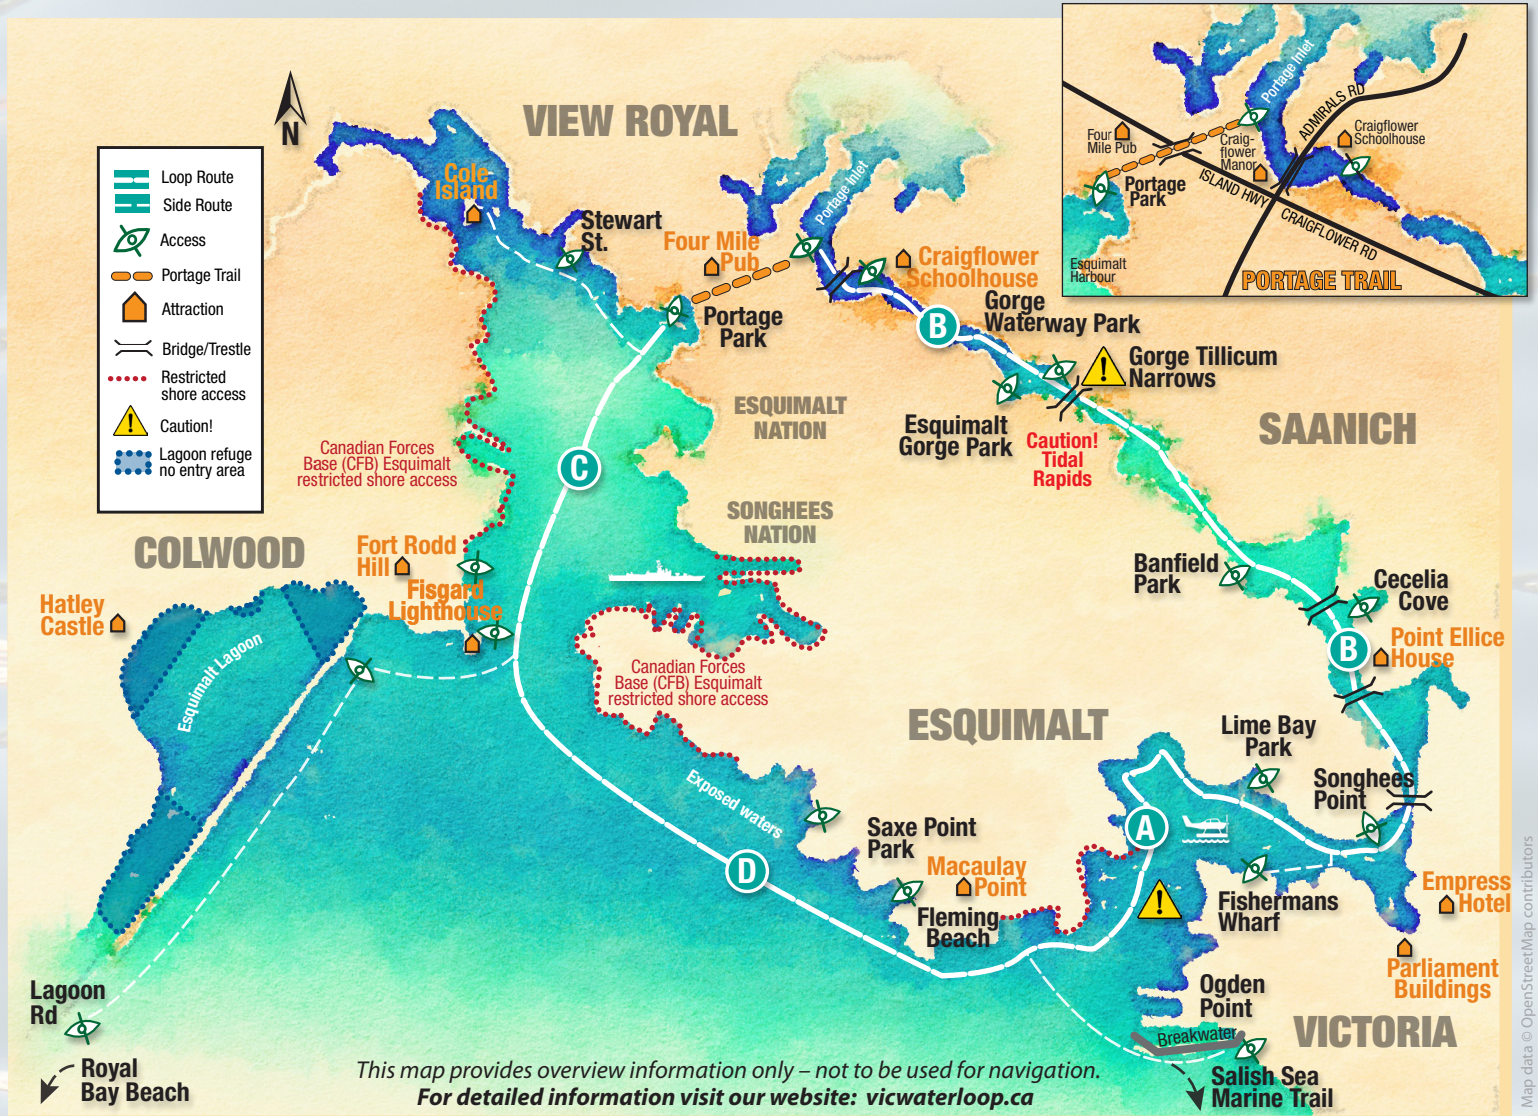 N
Loop Route
Side Route
Access
Portage Trail
Attraction
Bridge/Trestle
Restricted
shore access
!
Caution!
Lagoon refuge
no entry area
VIEW ROYAL
Cole
Island
Stewart
St.
Four Mile
Pub
Portage Inlet
Craigflower
Schoolhouse
Portage
Park
B
Gorge
Waterway Park
!
Gorge Tillicum
Narrows
Esquimalt
Gorge Park
Caution!
Tidal
Rapids
ESQUIMALT
NATION
SAANICH
Canadian Forces
Base (CFB) Esquimalt
restricted shore access
C
SONGHEES
NATION
COLWOOD
Fort Rodd
Hill
Fisgard
Lighthouse
Hatley
Castle
Esquimalt Lagoon
Banfield
Park
Cecelia
Cove
B
Point Ellice
House
Canadian Forces
Base (CFB) Esquimalt
restricted shore access
ESQUIMALT
Lime Bay
Park
Songhees
Point
Exposed waters
Saxe Point
Park
A
D
Macaulay
Point
Fleming
Beach
!
Fishermans
Wharf
Empress
Hotel
Parliament
Buildings
Ogden
Point
Breakwater
VICTORIA
Salish Sea
Marine Trail
Lagoon
Rd
Royal
Bay Beach
This map provides overview information only – not to be used for navigation.
For detailed information visit our website: vicwaterloop.ca
Map data © OpenStreetMap contributors
Portage Inlet
ADMIRALS RD
Four
Mile Pub
Craig-
flower
Manor
Craigflower
Schoolhouse
Portage
Park
ISLAND HWY
CRAIGFLOWER RD
Esquimalt
Harbour
PORTAGE TRAIL